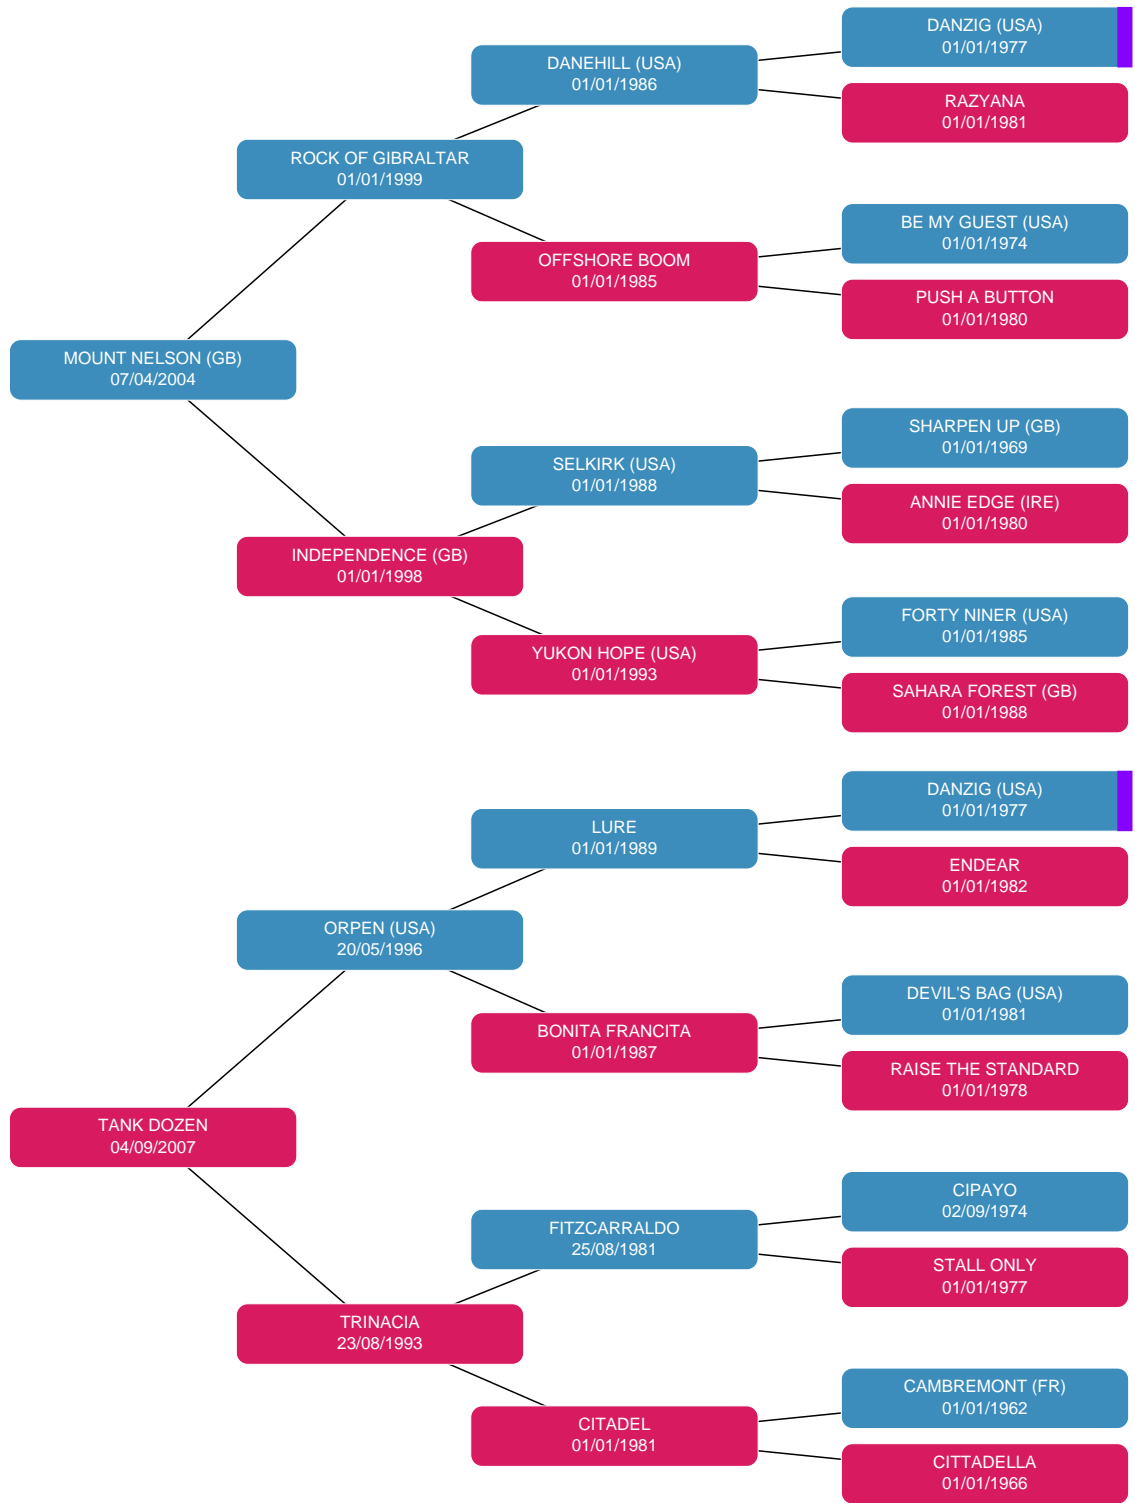 DANZIG (USA)
01/01/1977
DANEHILL (USA)
01/01/1986
RAZYANA
01/01/1981
ROCK OF GIBRALTAR
01/01/1999
BE MY GUEST (USA)
01/01/1974
OFFSHORE BOOM
01/01/1985
PUSH A BUTTON
01/01/1980
MOUNT NELSON (GB)
07/04/2004
SHARPEN UP (GB)
01/01/1969
SELKIRK (USA)
01/01/1988
ANNIE EDGE (IRE)
01/01/1980
INDEPENDENCE (GB)
01/01/1998
FORTY NINER (USA)
01/01/1985
YUKON HOPE (USA)
01/01/1993
SAHARA FOREST (GB)
01/01/1988
DANZIG (USA)
01/01/1977
LURE
01/01/1989
ENDEAR
01/01/1982
ORPEN (USA)
20/05/1996
DEVIL'S BAG (USA)
01/01/1981
BONITA FRANCITA
01/01/1987
RAISE THE STANDARD
01/01/1978
TANK DOZEN
04/09/2007
CIPAYO
02/09/1974
FITZCARRALDO
25/08/1981
STALL ONLY
01/01/1977
TRINACIA
23/08/1993
CAMBREMONT (FR)
01/01/1962
CITADEL
01/01/1981
CITTADELLA
01/01/1966